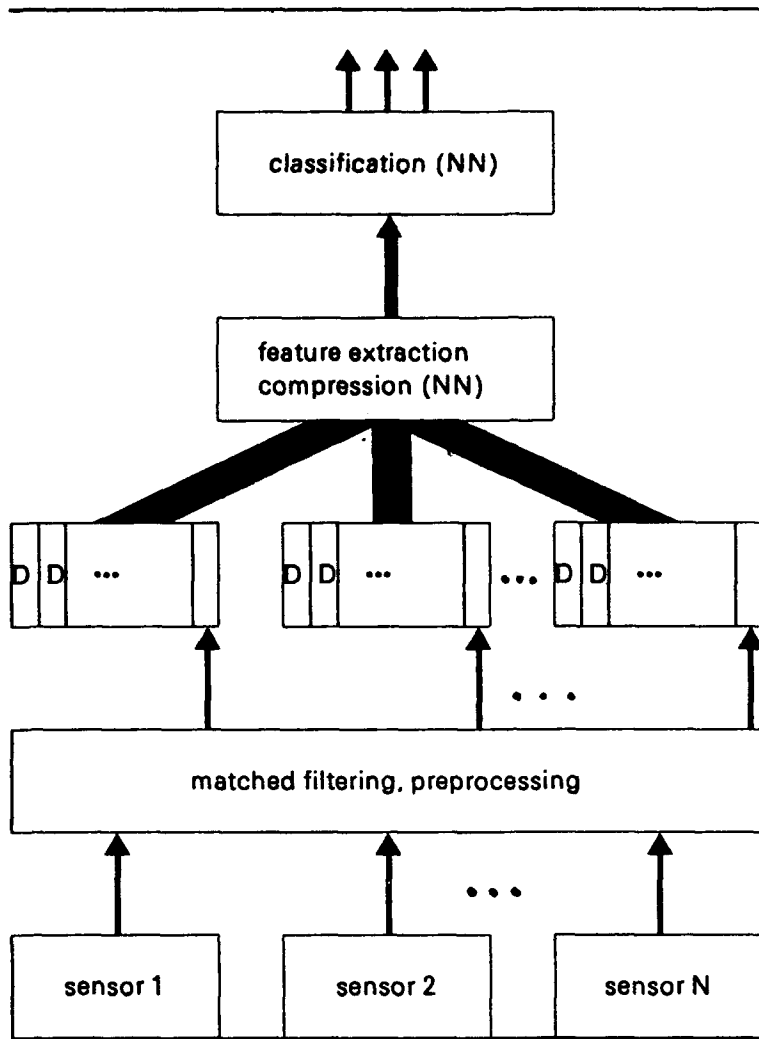 classification (NN)
feature extraction
compression (NN)
D D ... D D ... ... D D ...
...
matched filtering, preprocessing
...
sensor 1 sensor 2 sensor N